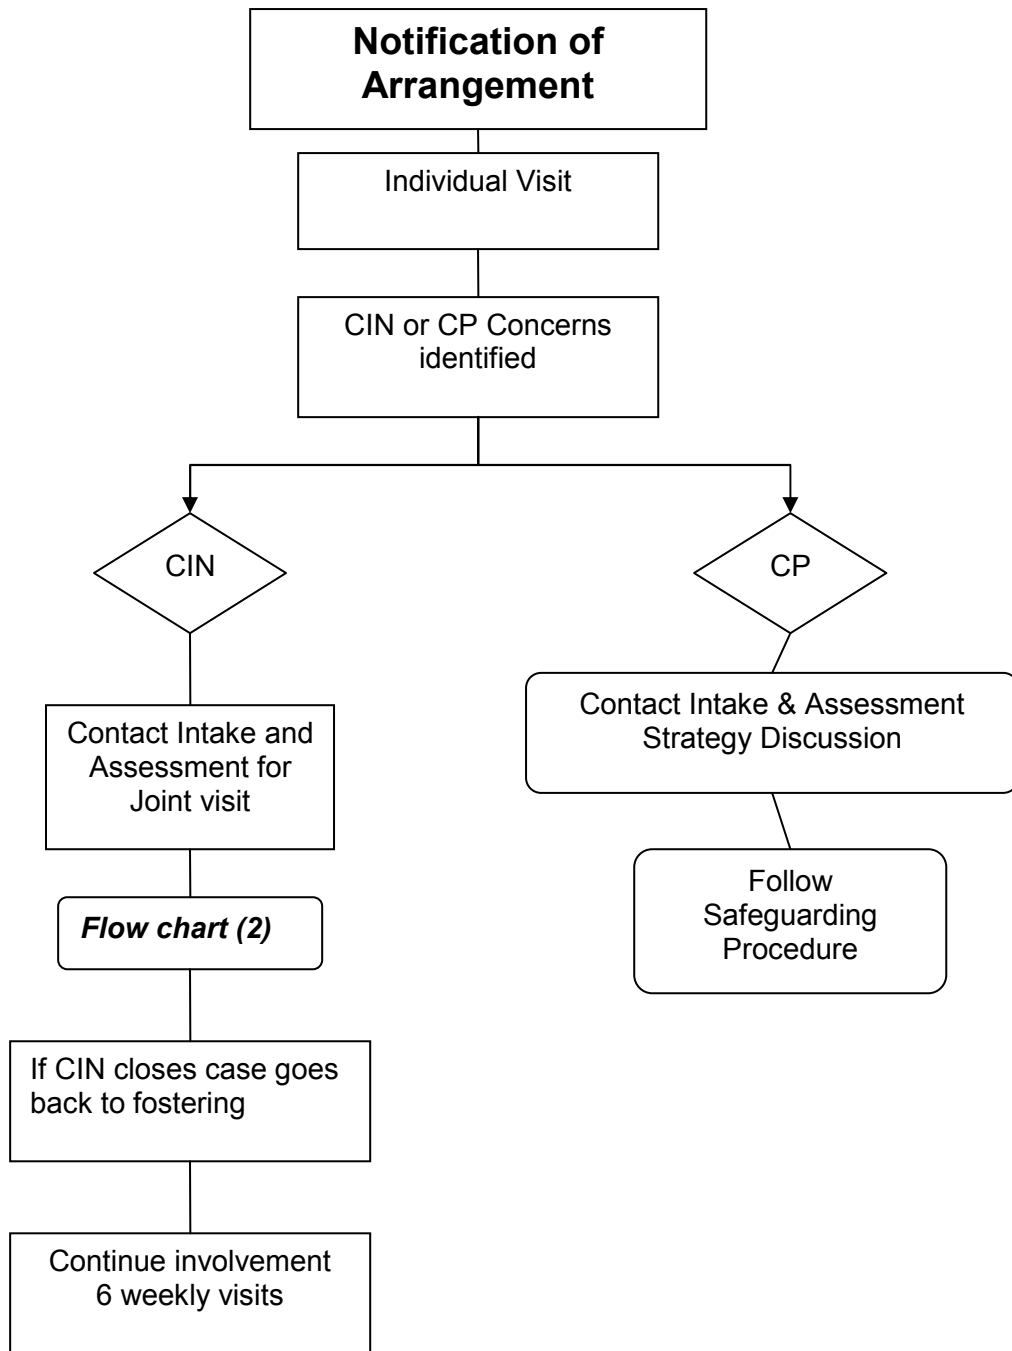 Notification of
Arrangement
Individual Visit
CIN or CP Concerns
identified
CIN
CP
Contact Intake and
Assessment for
Joint visit
Contact Intake & Assessment
Strategy Discussion
Flow chart (2)
Follow
Safeguarding
Procedure
If CIN closes case goes
back to fostering
Continue involvement
6 weekly visits